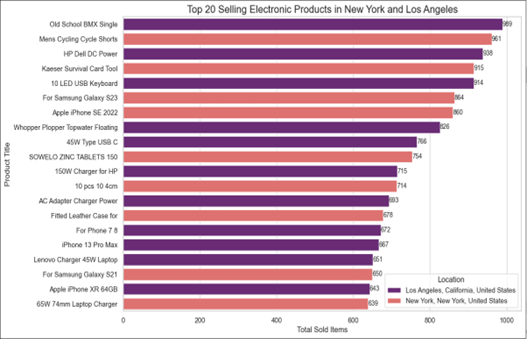 Top 20 Selling Electronic Products in New York and Los Angeles
Product Title
Old School BMX Single 989
Mens Cycling Cycle Shorts 961
HP Dell DC Power 938
Kaeser Survival Card Tool 915
10 LED USB Keyboard 914
For Samsung Galaxy S23 864
Apple iPhone SE 2022 860
Whopper Plopper Topwater Floating 826
45W Type USB C 766
SOWELO ZINC TABLETS 150 754
150W Charger for HP 715
10 pcs 10 4cm 714
AC Adapter Charger Power 693
Fitted Leather Case for 678
For Phone 7 8 672
iPhone 13 Pro Max 667
Lenovo Charger 45W Laptop 651
For Samsung Galaxy S21 650
Apple iPhone XR 64GB 643
65W 74mm Laptop Charger 639
Location
Los Angeles, California, United States
New York, New York, United States
0 200 400 600 800 1000
Total Sold Items